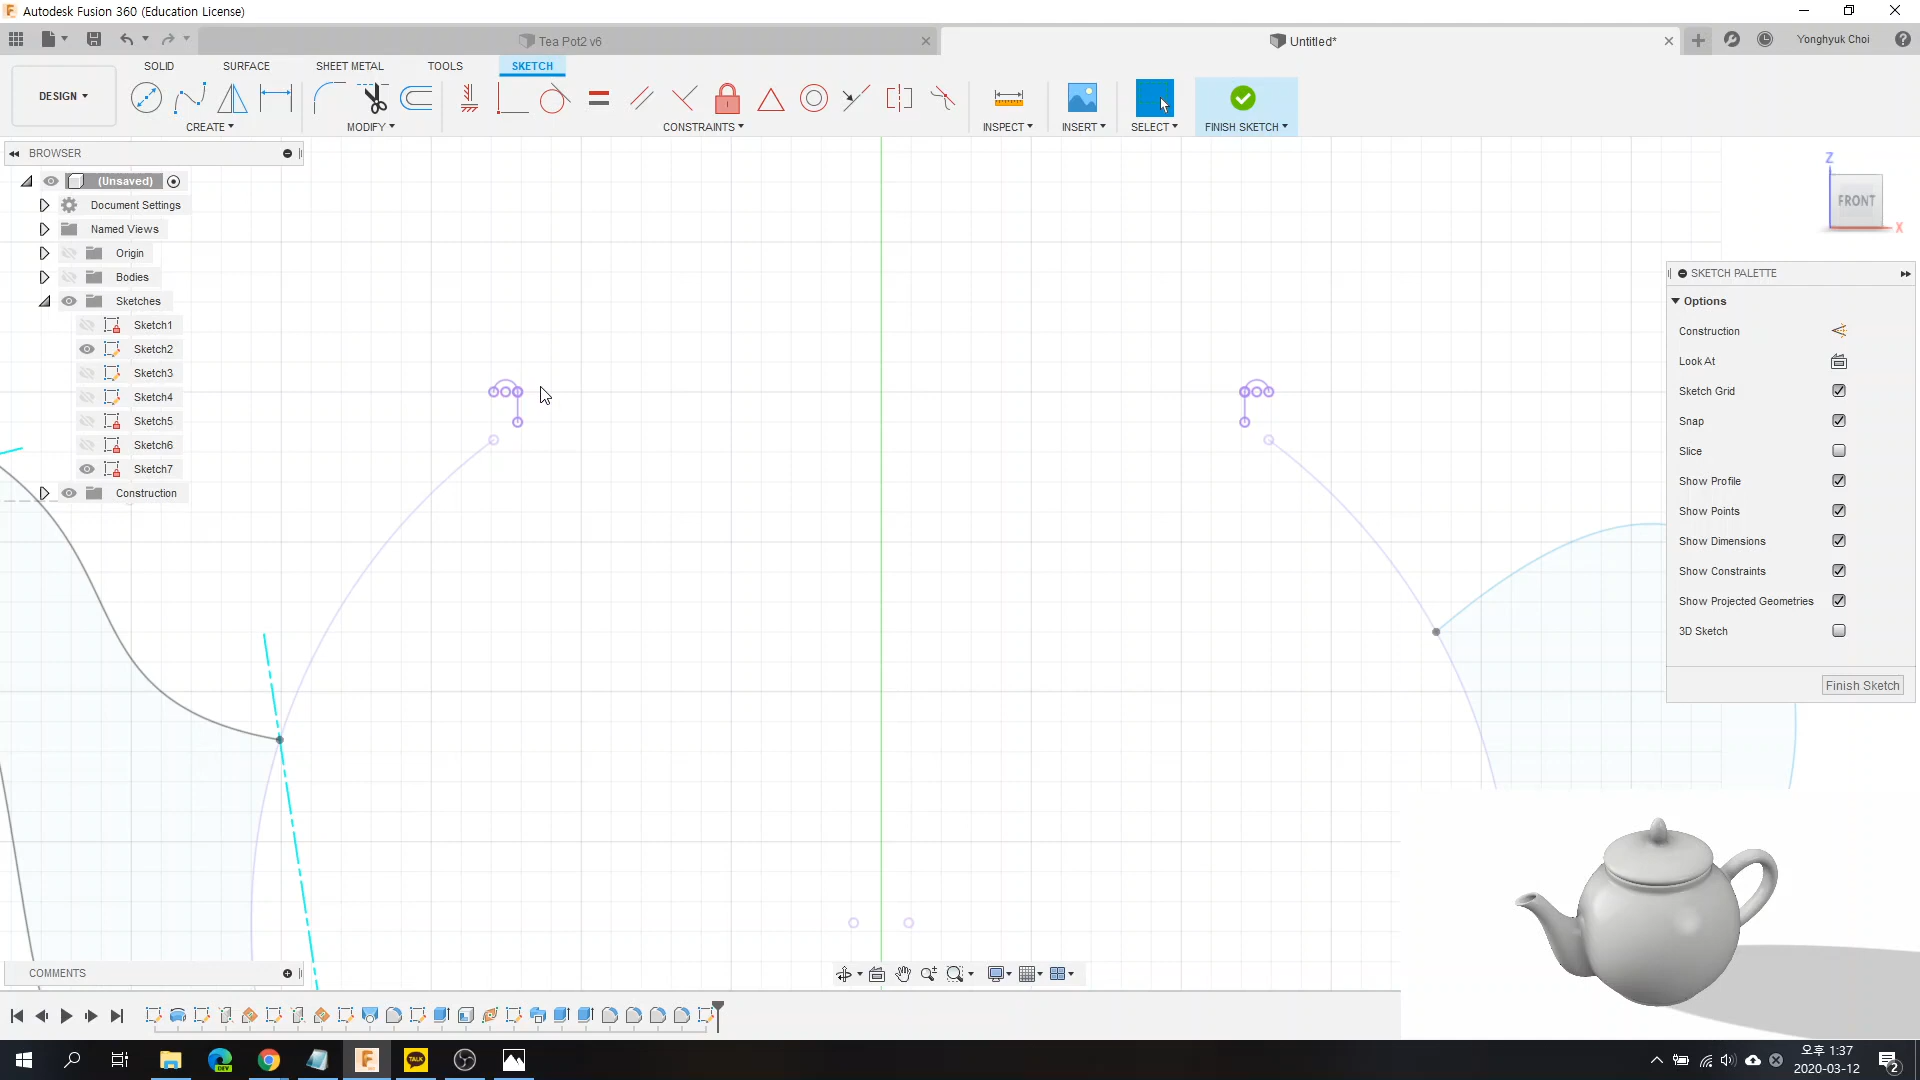 Autodesk Fusion 360 (Education License)
Tea Pot2 v6
Untitled*
Yonghyuk Choi
SOLID SURFACE SHEET METAL TOOLS SKETCH
DESIGN
CREATE MODIFY CONSTRAINTS INSPECT INSERT SELECT FINISH SKETCH
BROWSER
(Unsaved)
Document Settings
Named Views
Origin
Bodies
Sketches
Sketch1
Sketch2
Sketch3
Sketch4
Sketch5
Sketch6
Sketch7
Construction
Z
FRONT
X
SKETCH PALETTE
Options
Construction
Look At
Sketch Grid
Snap
Slice
Show Profile
Show Points
Show Dimensions
Show Constraints
Show Projected Geometries
3D Sketch
Finish Sketch
COMMENTS
DEV
TALK
오후 1:37
2020-03-12
2